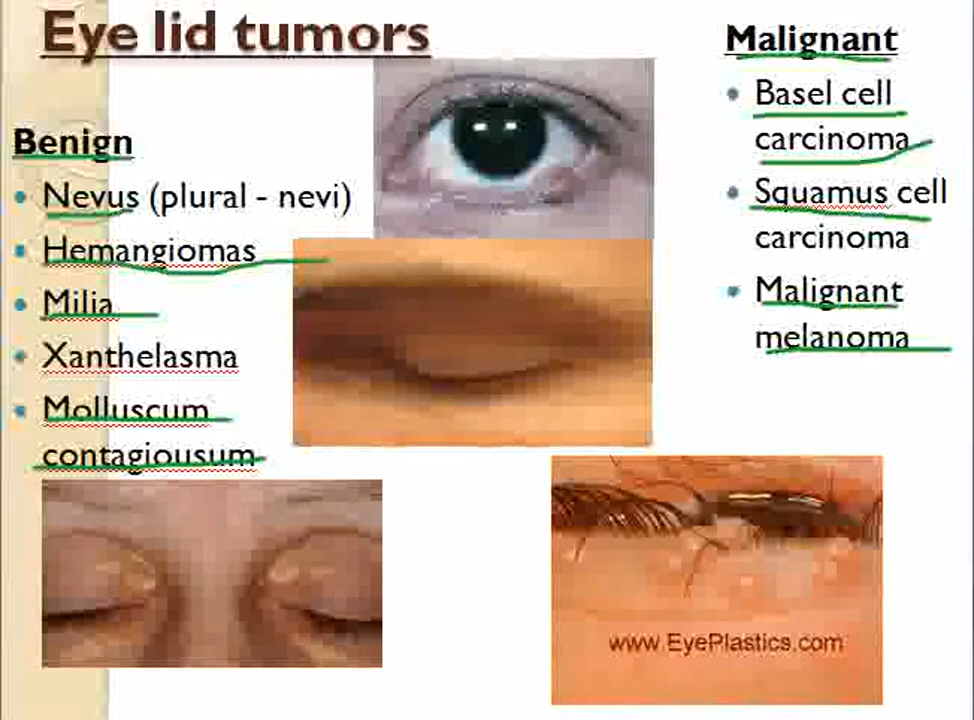 Eye lid tumors
Benign
Nevus (plural - nevi)
Hemangiomas
Milia
Xanthelasma
Molluscum
contagiousum
Malignant
Basel cell
carcinoma
Squamus cell
carcinoma
Malignant
melanoma
www.EyePlastics.com